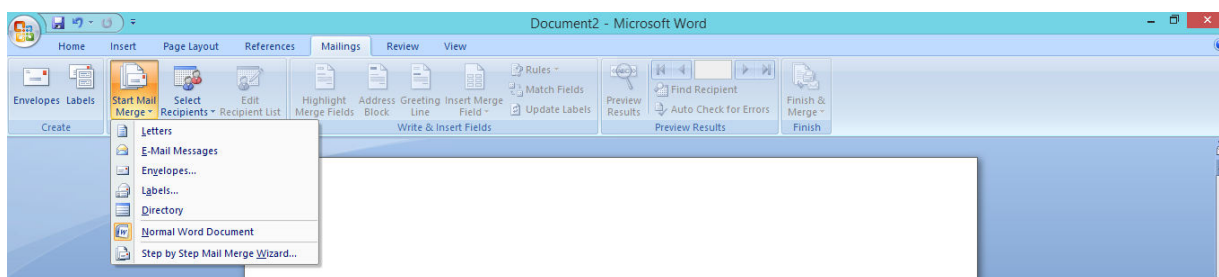 Document2 - Microsoft Word
Home Insert Page Layout References Mailings Review View
Envelopes Labels
Create
Start Mail Merge
Select Recipients
Edit Recipient List
Highlight Merge Fields
Address Block
Greeting Line
Insert Merge Field
Rules
Match Fields
Update Labels
Write & Insert Fields
Preview Results
Find Recipient
Auto Check for Errors
Preview Results
Finish & Merge
Finish
Letters
E-Mail Messages
Envelopes...
Labels...
Directory
Normal Word Document
Step by Step Mail Merge Wizard...